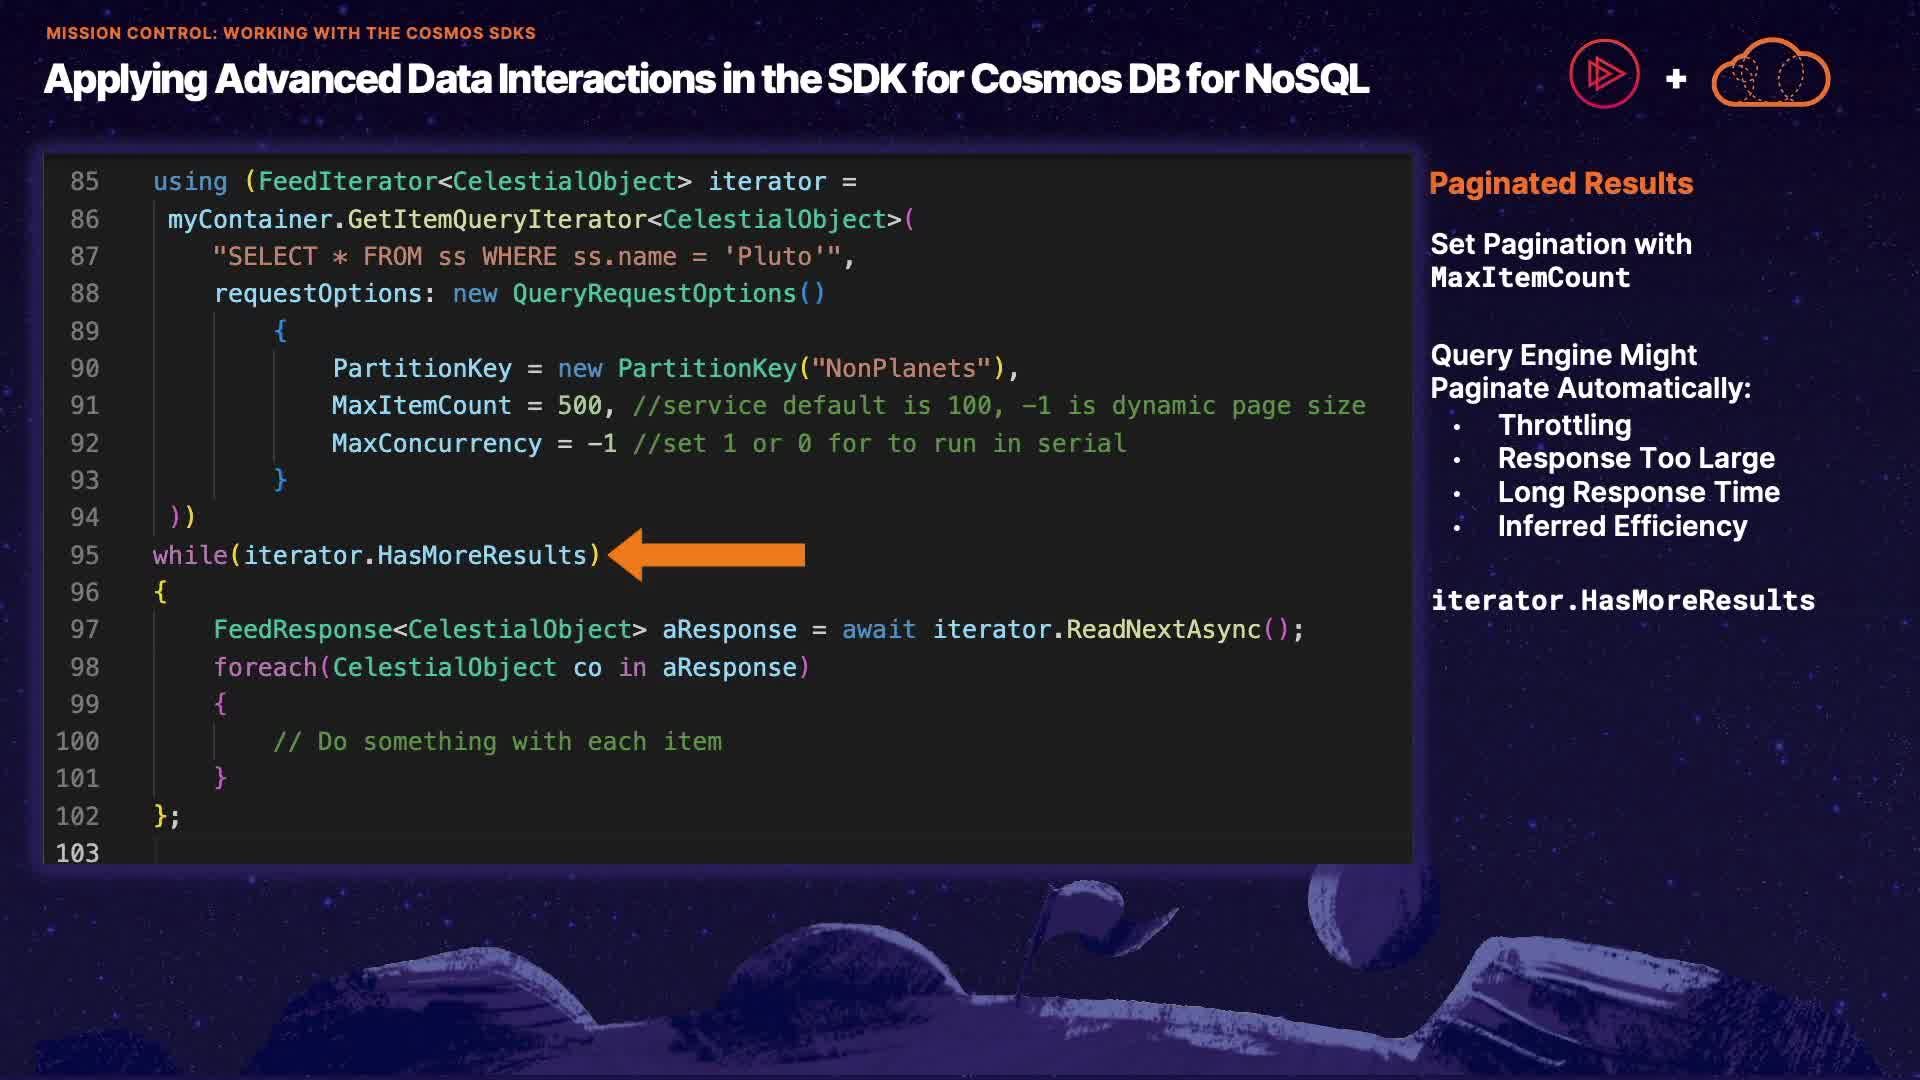 MISSION CONTROL: WORKING WITH THE COSMOS SDKS
Applying Advanced Data Interactions in the SDK for Cosmos DB for NoSQL
+
85 using (FeedIterator<CelestialObject> iterator =
86 myContainer.GetItemQueryIterator<CelestialObject>(
87 "SELECT * FROM ss WHERE ss.name = 'Pluto'",
88 requestOptions: new QueryRequestOptions()
89 {
90 PartitionKey = new PartitionKey("NonPlanets"),
91 MaxItemCount = 500, //service default is 100, -1 is dynamic page size
92 MaxConcurrency = -1 //set 1 or 0 for to run in serial
93 }
94 ))
95 while(iterator.HasMoreResults)
96 {
97 FeedResponse<CelestialObject> aResponse = await iterator.ReadNextAsync();
98 foreach(CelestialObject co in aResponse)
99 {
100 // Do something with each item
101 }
102 };
103
Paginated Results
Set Pagination with
MaxItemCount
Query Engine Might
Paginate Automatically:
• Throttling
• Response Too Large
• Long Response Time
• Inferred Efficiency
iterator.HasMoreResults